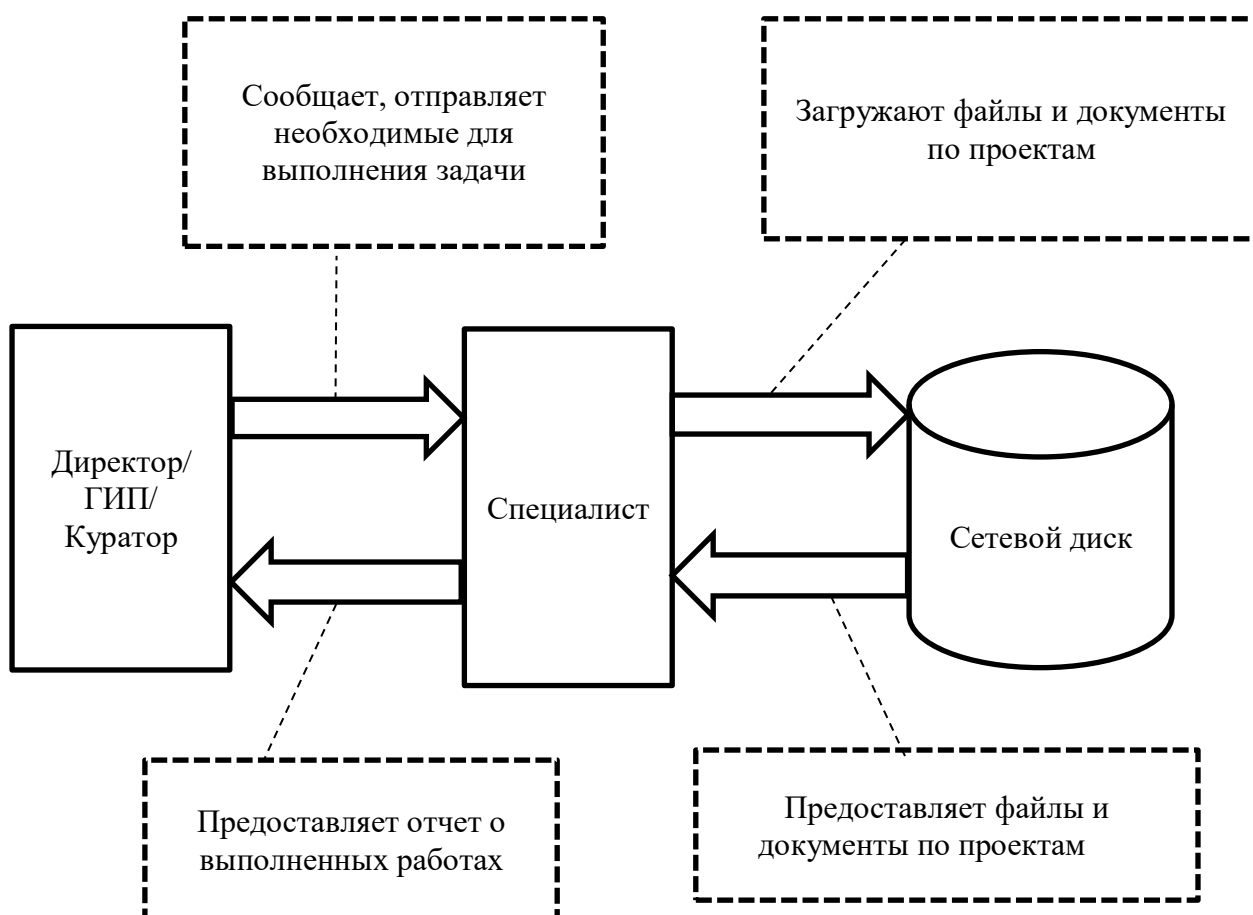 Сообщает, отправляет
необходимые для
выполнения задачи
Загружают файлы и документы
по проектам
Директор/
ГИП/
Куратор
Специалист
Сетевой диск
Предоставляет отчет о
выполненных работах
Предоставляет файлы и
документы по проектам